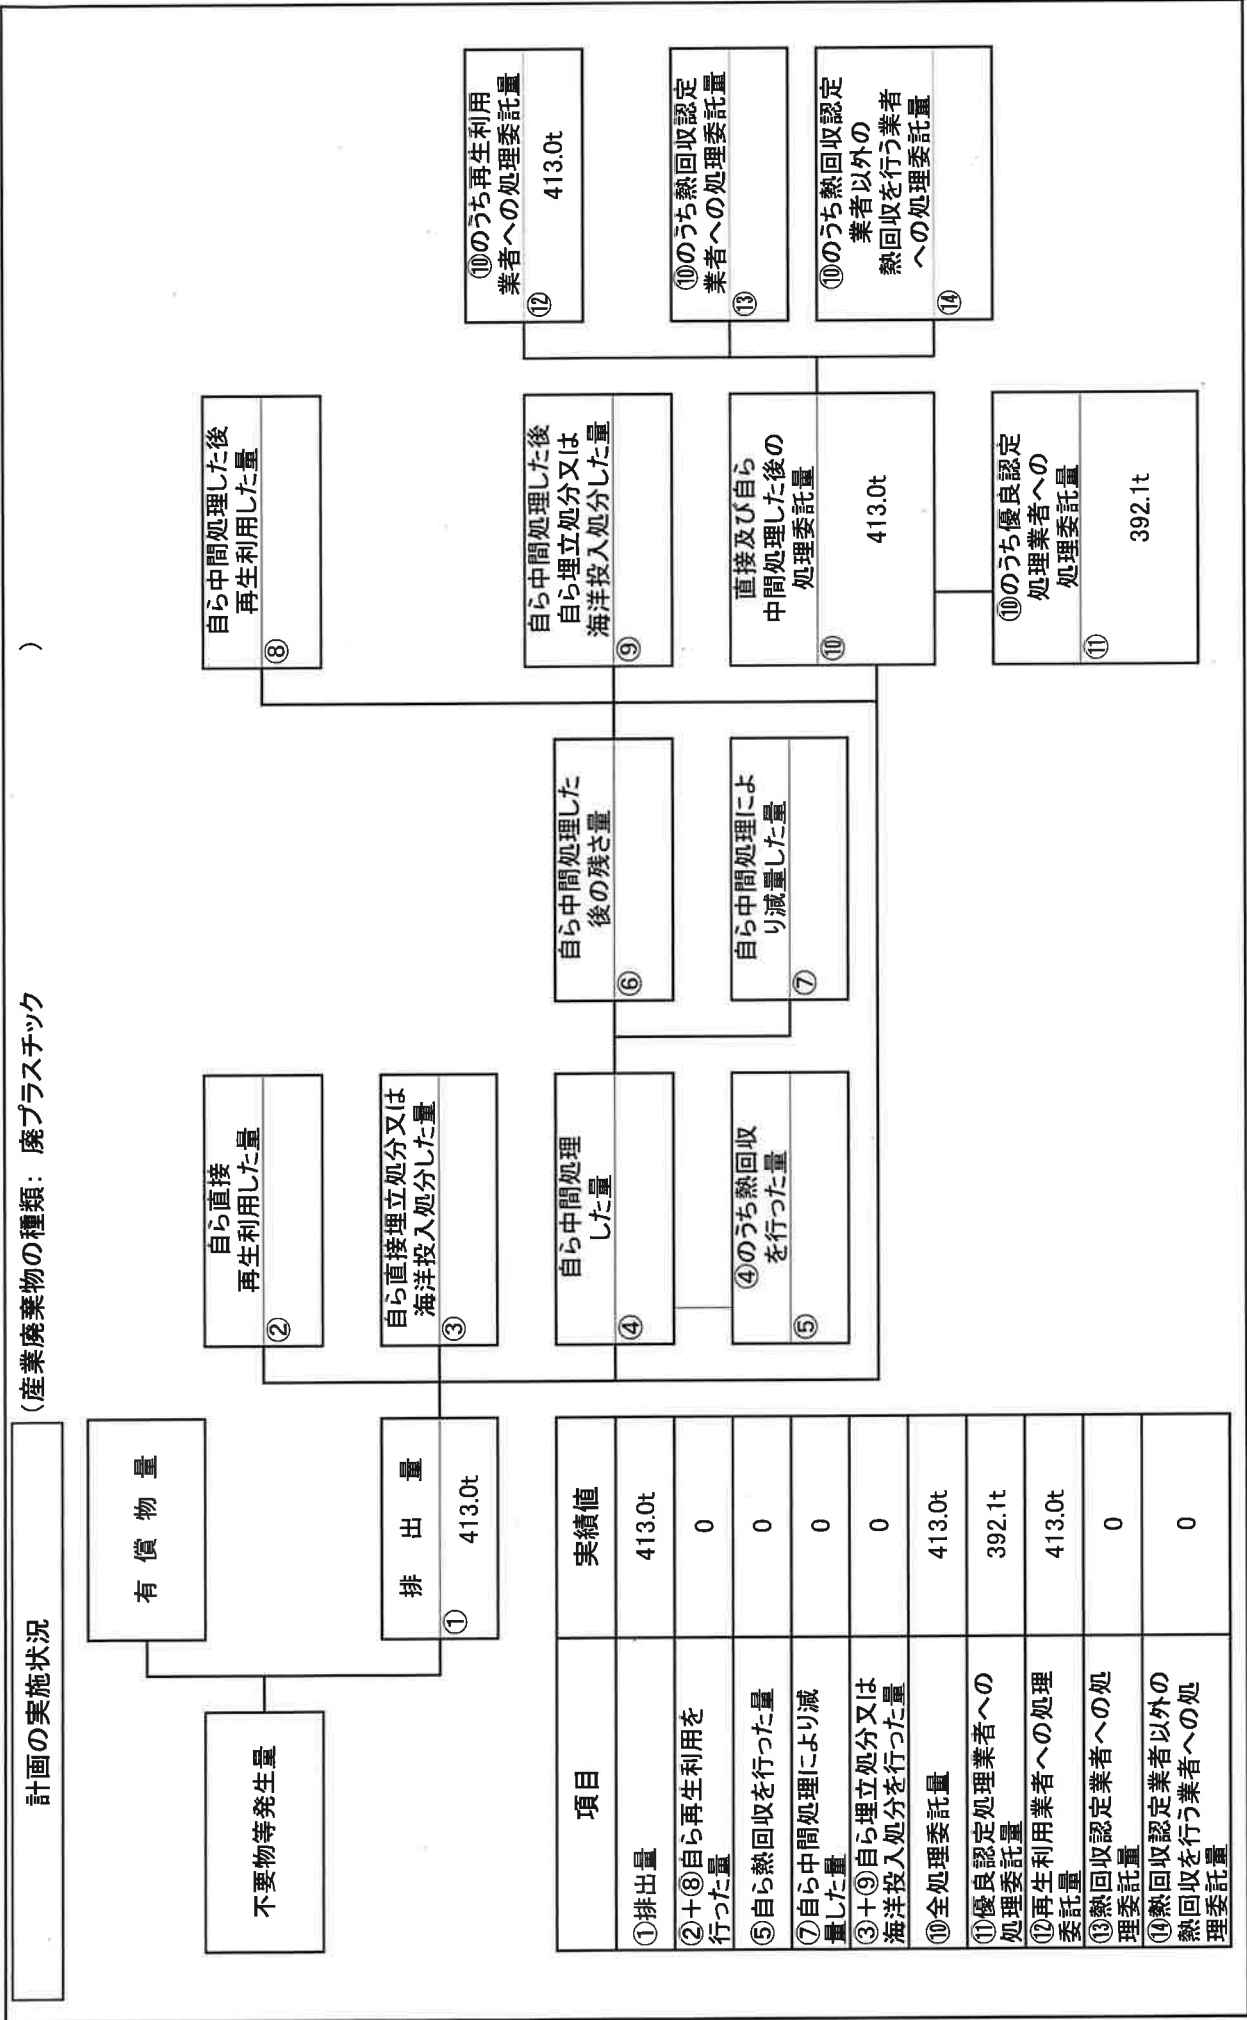 計画の実施状況
（産業廃棄物の種類： 廃プラスチック ）
不要物等発生量
有 償 物 量
排 出 量
①
413.0t
自ら直接
再生利用した量
②
自ら直接埋立処分又は
海洋投入処分した量
③
自ら中間処理
した量
④
④のうち熱回収
を行った量
⑤
自ら中間処理した
後の残さ量
⑥
自ら中間処理によ
り減量した量
⑦
自ら中間処理した後
再生利用した量
⑧
自ら中間処理した後
自ら埋立処分又は
海洋投入処分した量
⑨
直接及び自ら
中間処理した後の
処理委託量
⑩
413.0t
⑩のうち優良認定
処理業者への
処理委託量
⑪
392.1t
⑩のうち再生利用
業者への処理委託量
⑫
413.0t
⑩のうち熱回収認定
業者への処理委託量
⑬
⑩のうち熱回収認定
業者以外の
熱回収を行う業者
への処理委託量
⑭
項目 実績値
①排出量 413.0t
②＋⑧自ら再生利用を
行った量 0
⑤自ら熱回収を行った量 0
⑦自ら中間処理により減
量した量 0
③＋⑨自ら埋立処分又は
海洋投入処分を行った量 0
⑩全処理委託量 413.0t
⑪優良認定処理業者への
処理委託量 392.1t
⑫再生利用業者への処理
委託量 413.0t
⑬熱回収認定業者への処
理委託量 0
⑭熱回収認定業者以外の
熱回収を行う業者への処
理委託量 0